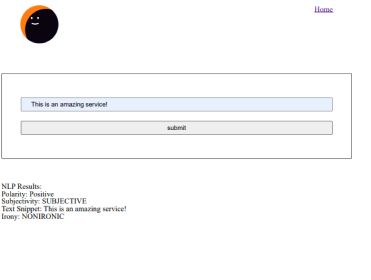 Home
This is an amazing service!
submit
NLP Results:
Polarity: Positive
Subjectivity: SUBJECTIVE
Text Snippet: This is an amazing service!
Irony: NONIRONIC